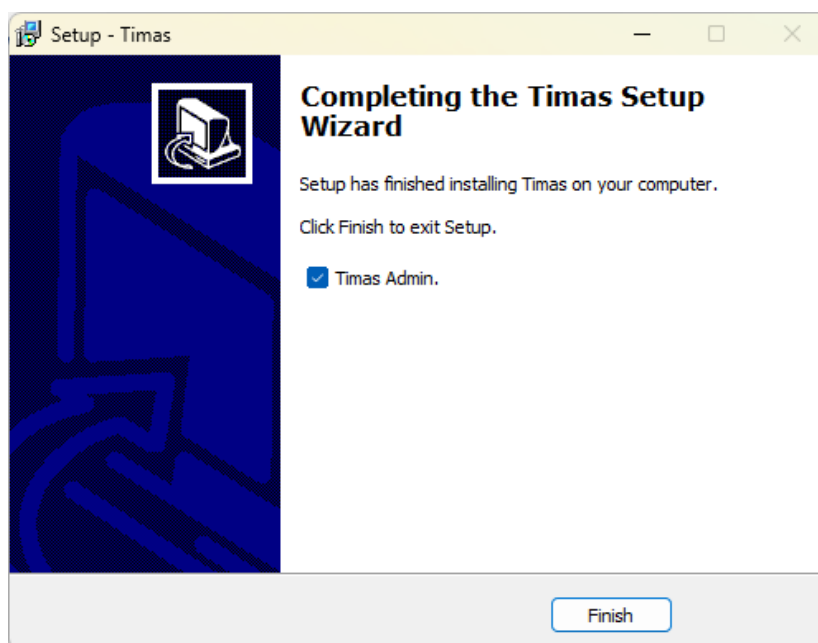 Setup - Timas
Completing the Timas Setup
Wizard
Setup has finished installing Timas on your computer.
Click Finish to exit Setup.
Timas Admin.
Finish